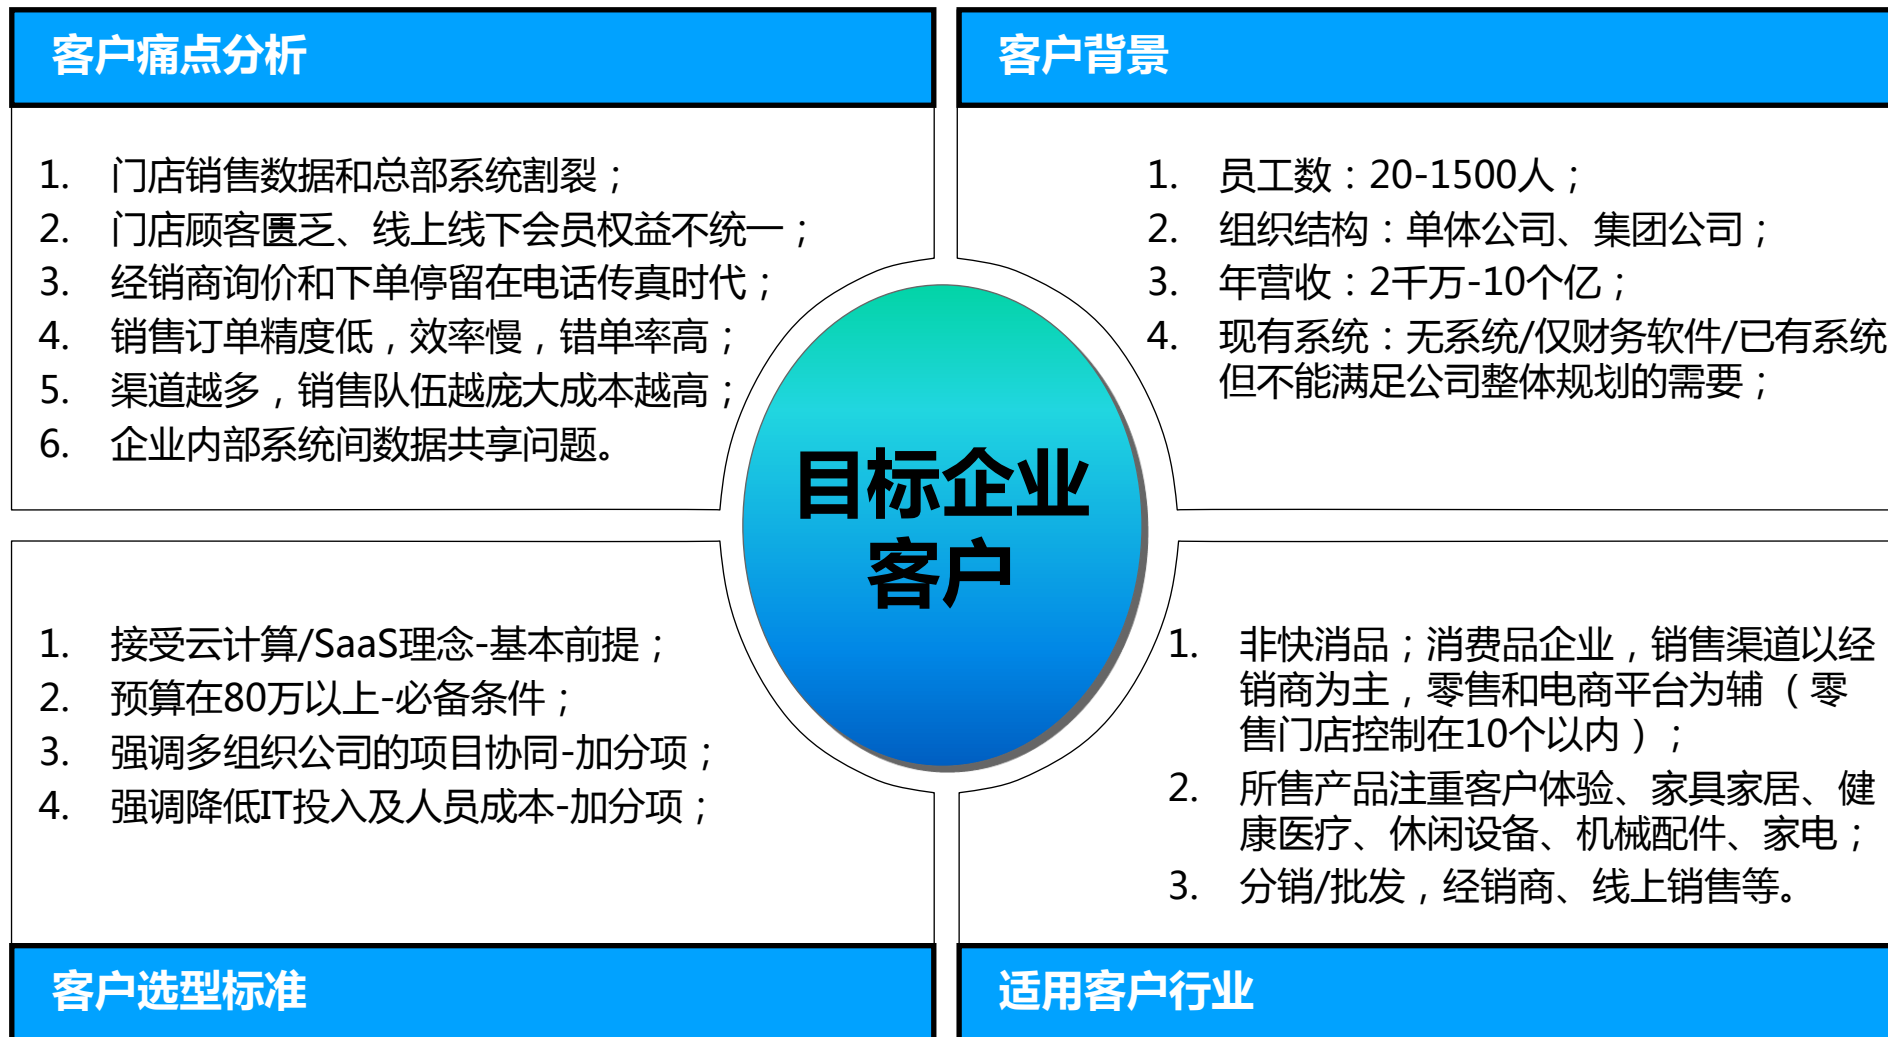 客户痛点分析
1. 门店销售数据和总部系统割�；
2. 门店顾客匮乏、线上线下会员权益不统一；
3. 经销商询价和下单停留在电话传真时代；
4. 销售订单精度低，效率慢，错单率高；
5. 渠道越多，销售队伍越庞大成本越高；
6. 企业内部系统间数据共享问题。
客户背景
1. 员工数：20-1500人；
2. 组织结构：单体公司、集团公司；
3. 年营收：2千万-10个亿；
4. 现有系统：无系统/仅财务软件/已有系统
但不能满足公司整体规划的需要；
目标企业
客户
1. 接受云计算/SaaS理念-基本前提；
2. 预算在80万以上-必备条件；
3. 强调多组织公司的项目协同-加分项；
4. 强调降低IT投入及人员成本-加分项；
客户选型标准
1. 非快消品；消费品企业，销售渠道以经
销商为主，零售和电商平台为辅（零
售门店控制在10个以内）；
2. 所售产品注重客户体验、家具家居、健
康医疗、休闲设备、机械配件、家电；
3. 分销/批发，经销商、线上销售等。
适用客户行业